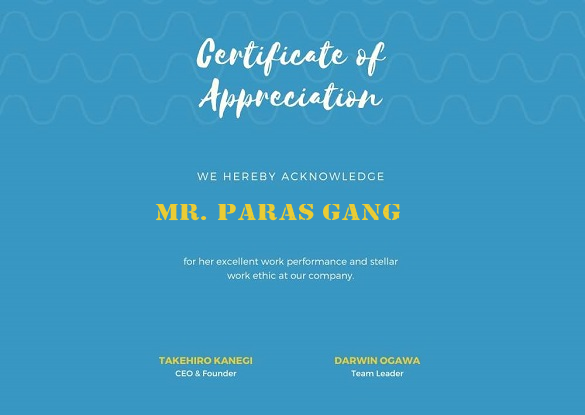 Certificate of
Appreciation
WE HEREBY ACKNOWLEDGE
MR. PARAS GANG
for her excellent work performance and stellar
work ethic at our company.
TAKEHIRO KANEGI
CEO & Founder
DARWIN OGAWA
Team Leader